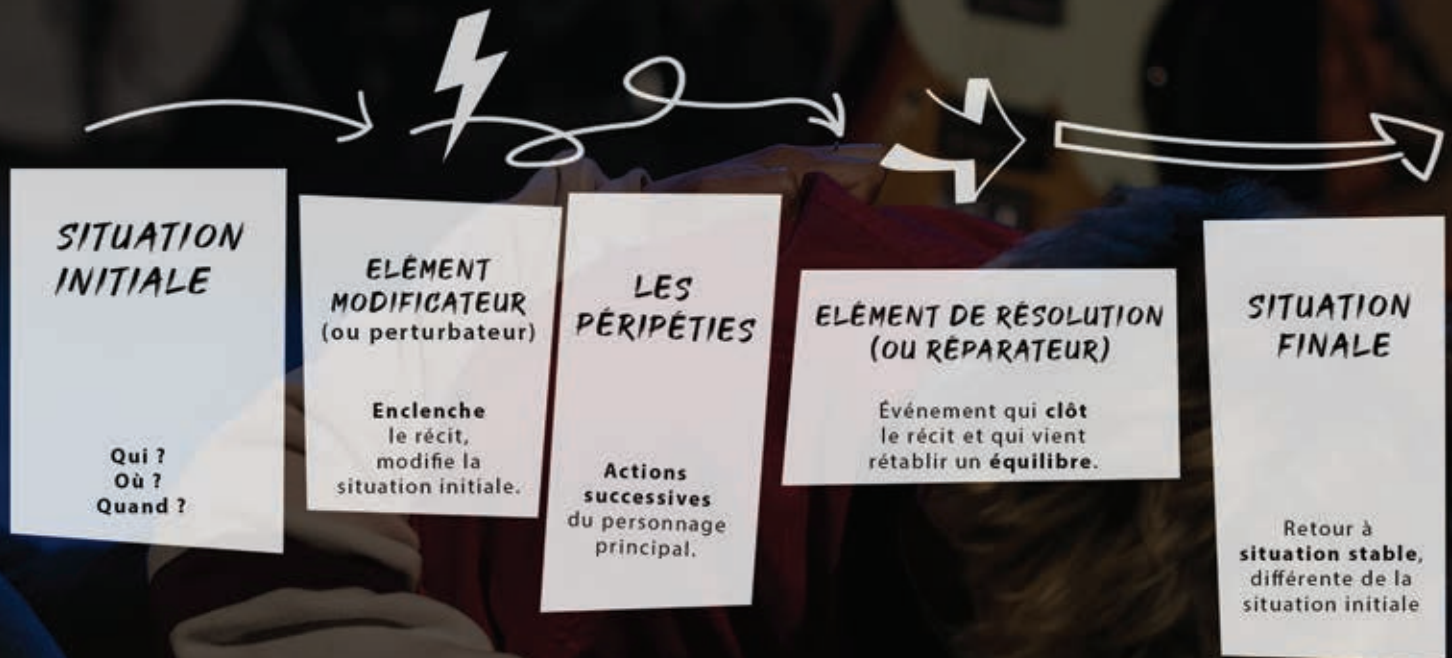 SITUATION
INITIALE
Qui ?
Où ?
Quand ?
ELÉMENT
MODIFICATEUR
(ou perturbateur)
Enclenche
le récit,
modifie la
situation initiale.
LES
PÉRIPÉTIES
Actions
successives
du personnage
principal.
ELÉMENT DE RÉSOLUTION
(OU RÉPARATEUR)
Événement qui clôt
le récit et qui vient
rétablir un équilibre.
SITUATION
FINALE
Retour à
situation stable,
différente de la
situation initiale